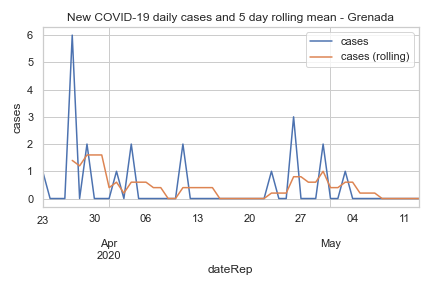 New COVID-19 daily cases and 5 day rolling mean - Grenada
cases
cases (rolling)
cases
6
5
4
3
2
1
0
23 30 06 13 20 27 04 11
Apr May
2020
dateRep